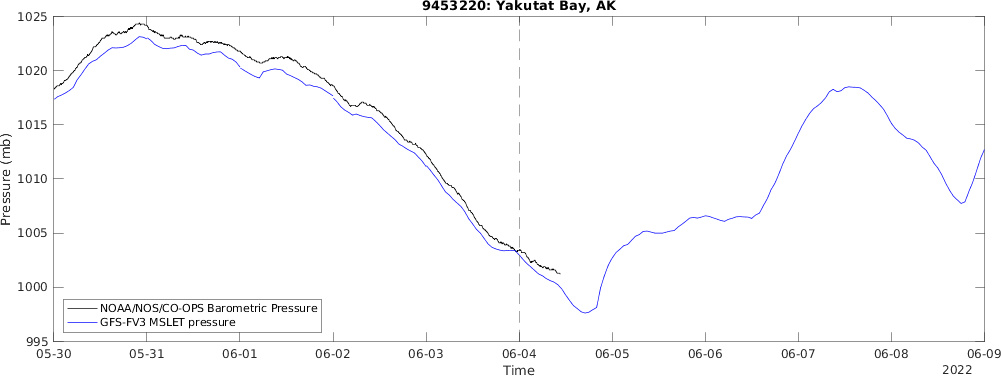 9453220: Yakutat Bay, AK
1025
1020
1015
1010
1005
1000
995
Pressure (mb)
NOAA/NOS/CO-OPS Barometric Pressure
GFS-FV3 MSLET pressure
05-30 05-31 06-01 06-02 06-03 06-04 06-05 06-06 06-07 06-08 06-09
Time
2022